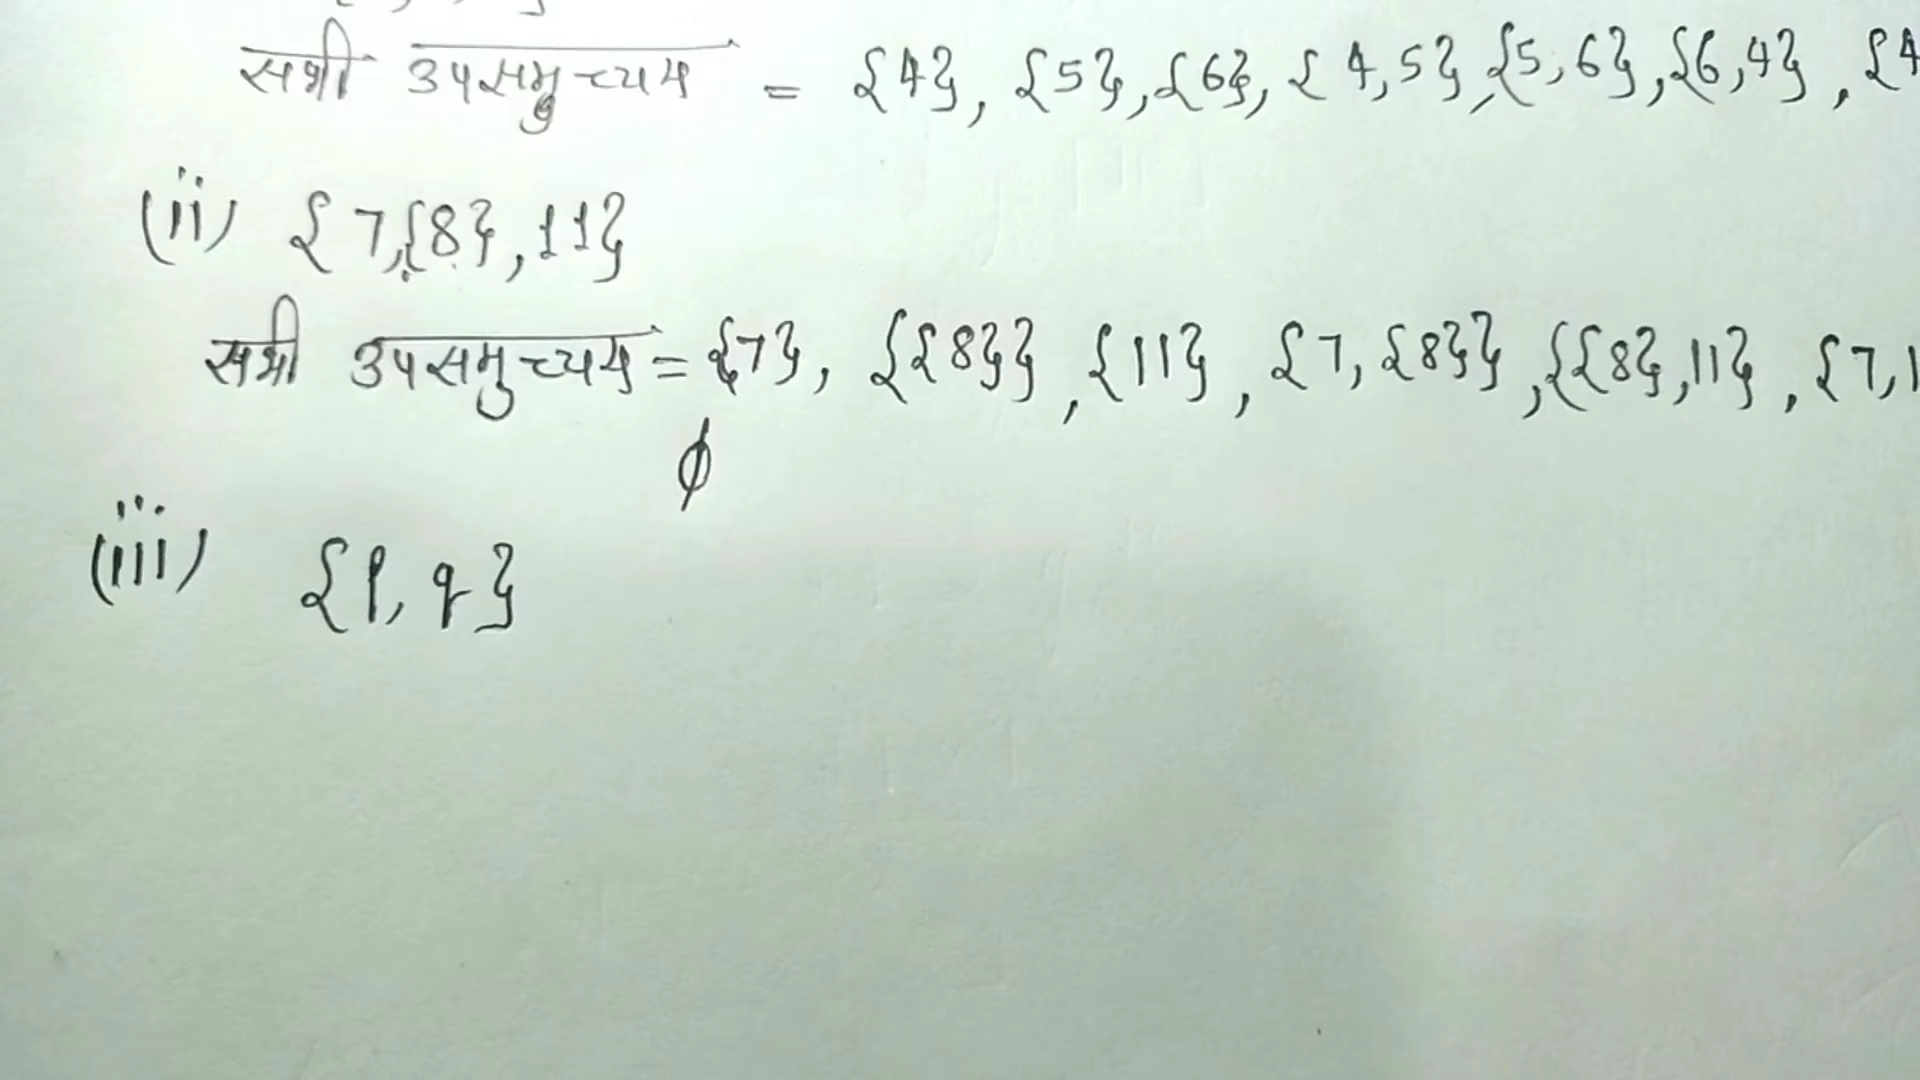 सभी उपसमुच्चय = {4}, {5}, {6}, {4,5}, {5,6}, {6,4}, {4
(ii) {7,{8},11}
सभी उपसमुच्चय = {7}, {{8}}, {11}, {7,{8}}, {{8},11}, {7,1
ϕ
(iii) {p, q}